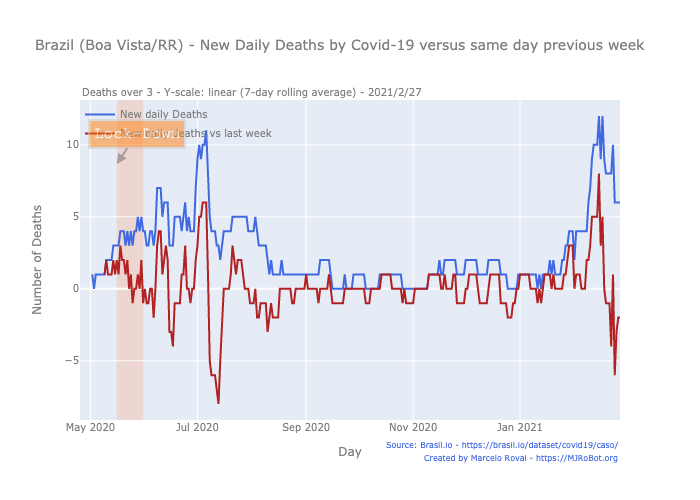 Brazil (Boa Vista/RR) - New Daily Deaths by Covid-19 versus same day previous week
Deaths over 3 - Y-scale: linear (7-day rolling average) - 2021/2/27
New daily Deaths
New daily deaths vs last week
10
5
0
−5
Number of Deaths
May 2020
Jul 2020
Sep 2020
Nov 2020
Jan 2021
Day
Source: Brasil.io - https://brasil.io/dataset/covid19/caso/
Created by Marcelo Rovai - https://MJRoBot.org